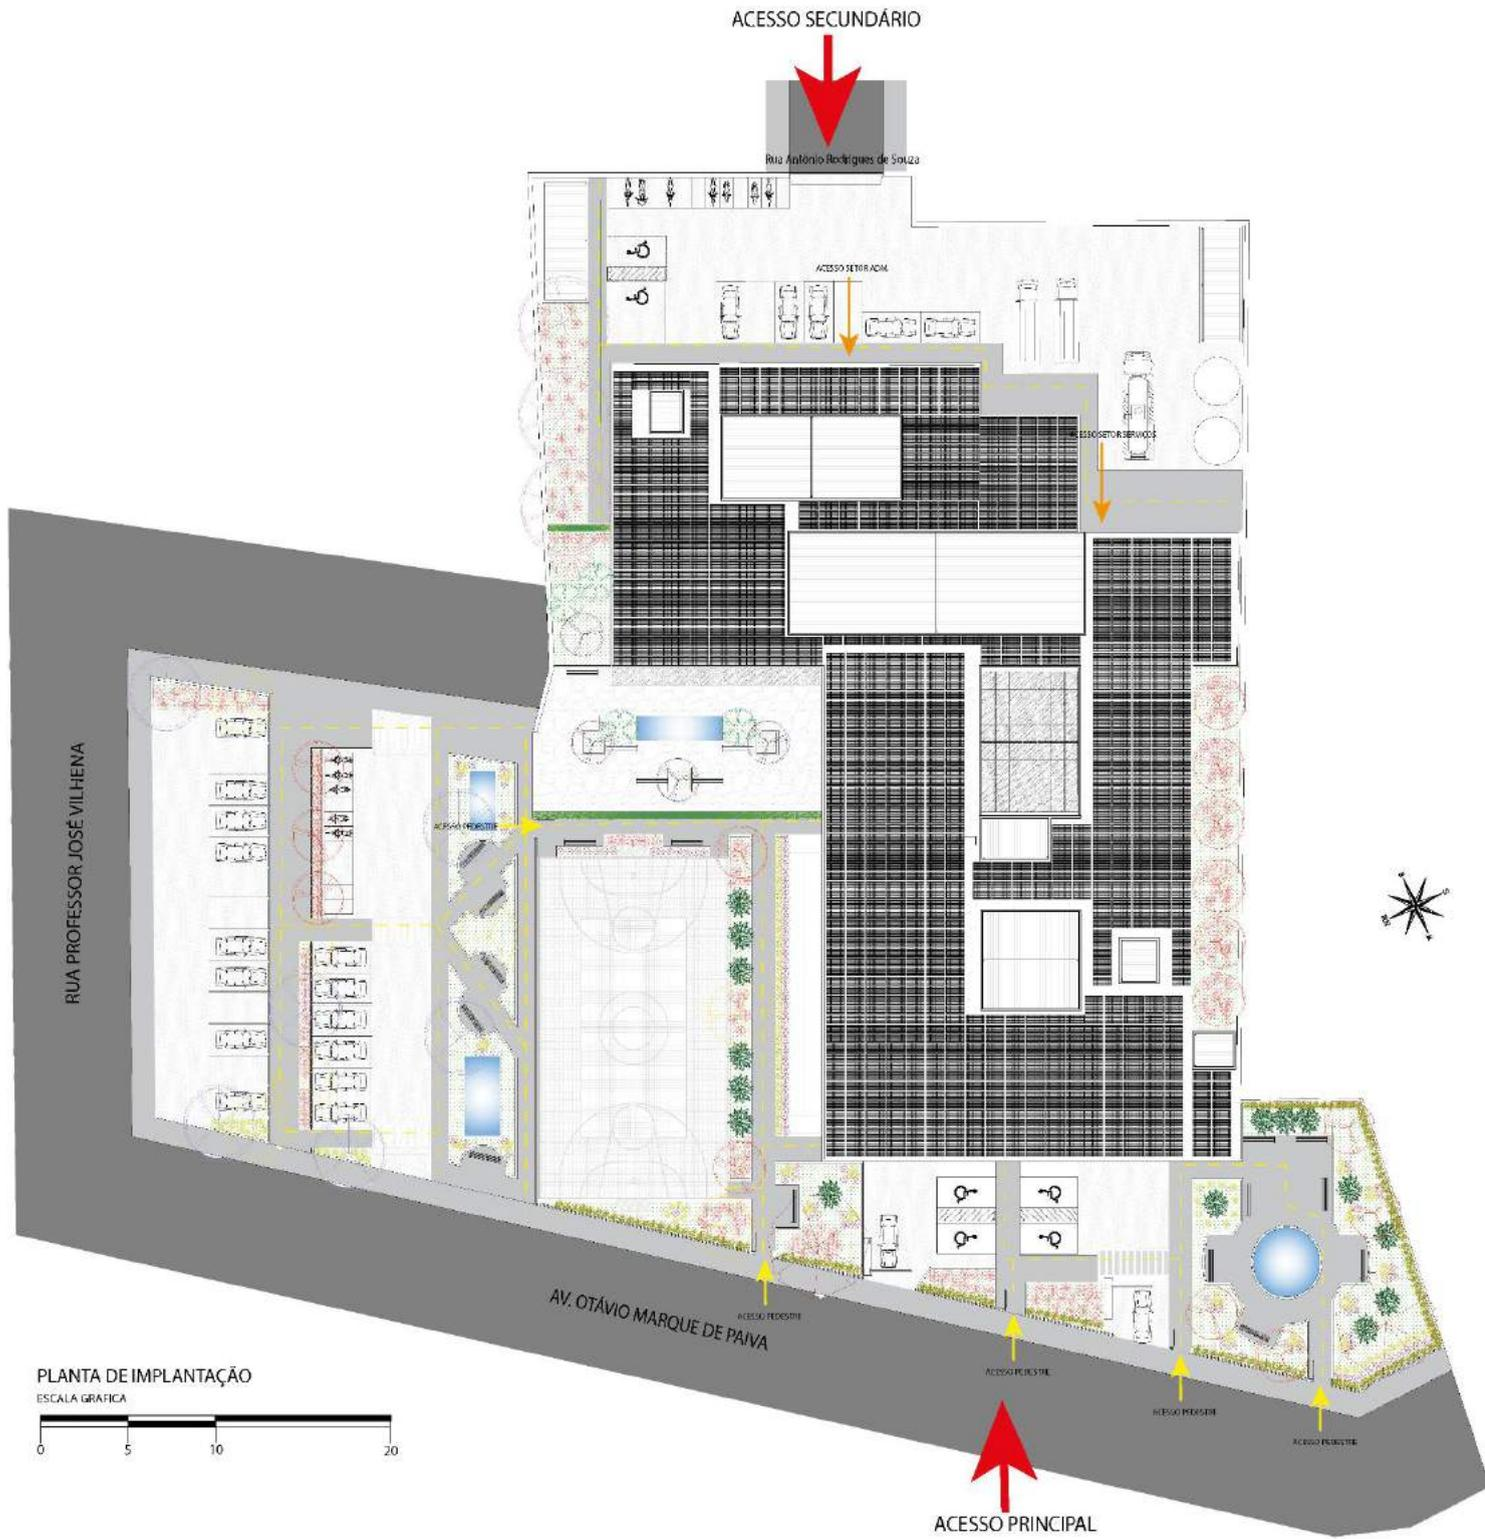 ACESSO SECUNDÁRIO
Rua Antônio Rodrigues de Souza
ACESSO SETOR ADM.
ACESSO SETOR SERVIÇOS
RUA PROFESSOR JOSÉ VILHENA
ACESSO PEDESTRE
AV. OTÁVIO MARQUE DE PAIVA
ACESSO PEDESTRE
ACESSO PEDESTRE
ACESSO PEDESTRE
ACESSO PEDESTRE
PLANTA DE IMPLANTAÇÃO
ESCALA GRAFICA
0 5 10 20
ACESSO PRINCIPAL